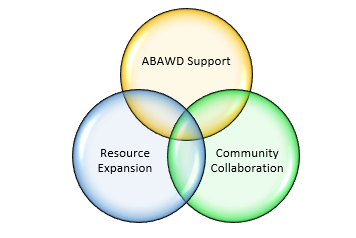 ABAWD Support
Resource
Expansion
Community
Collaboration